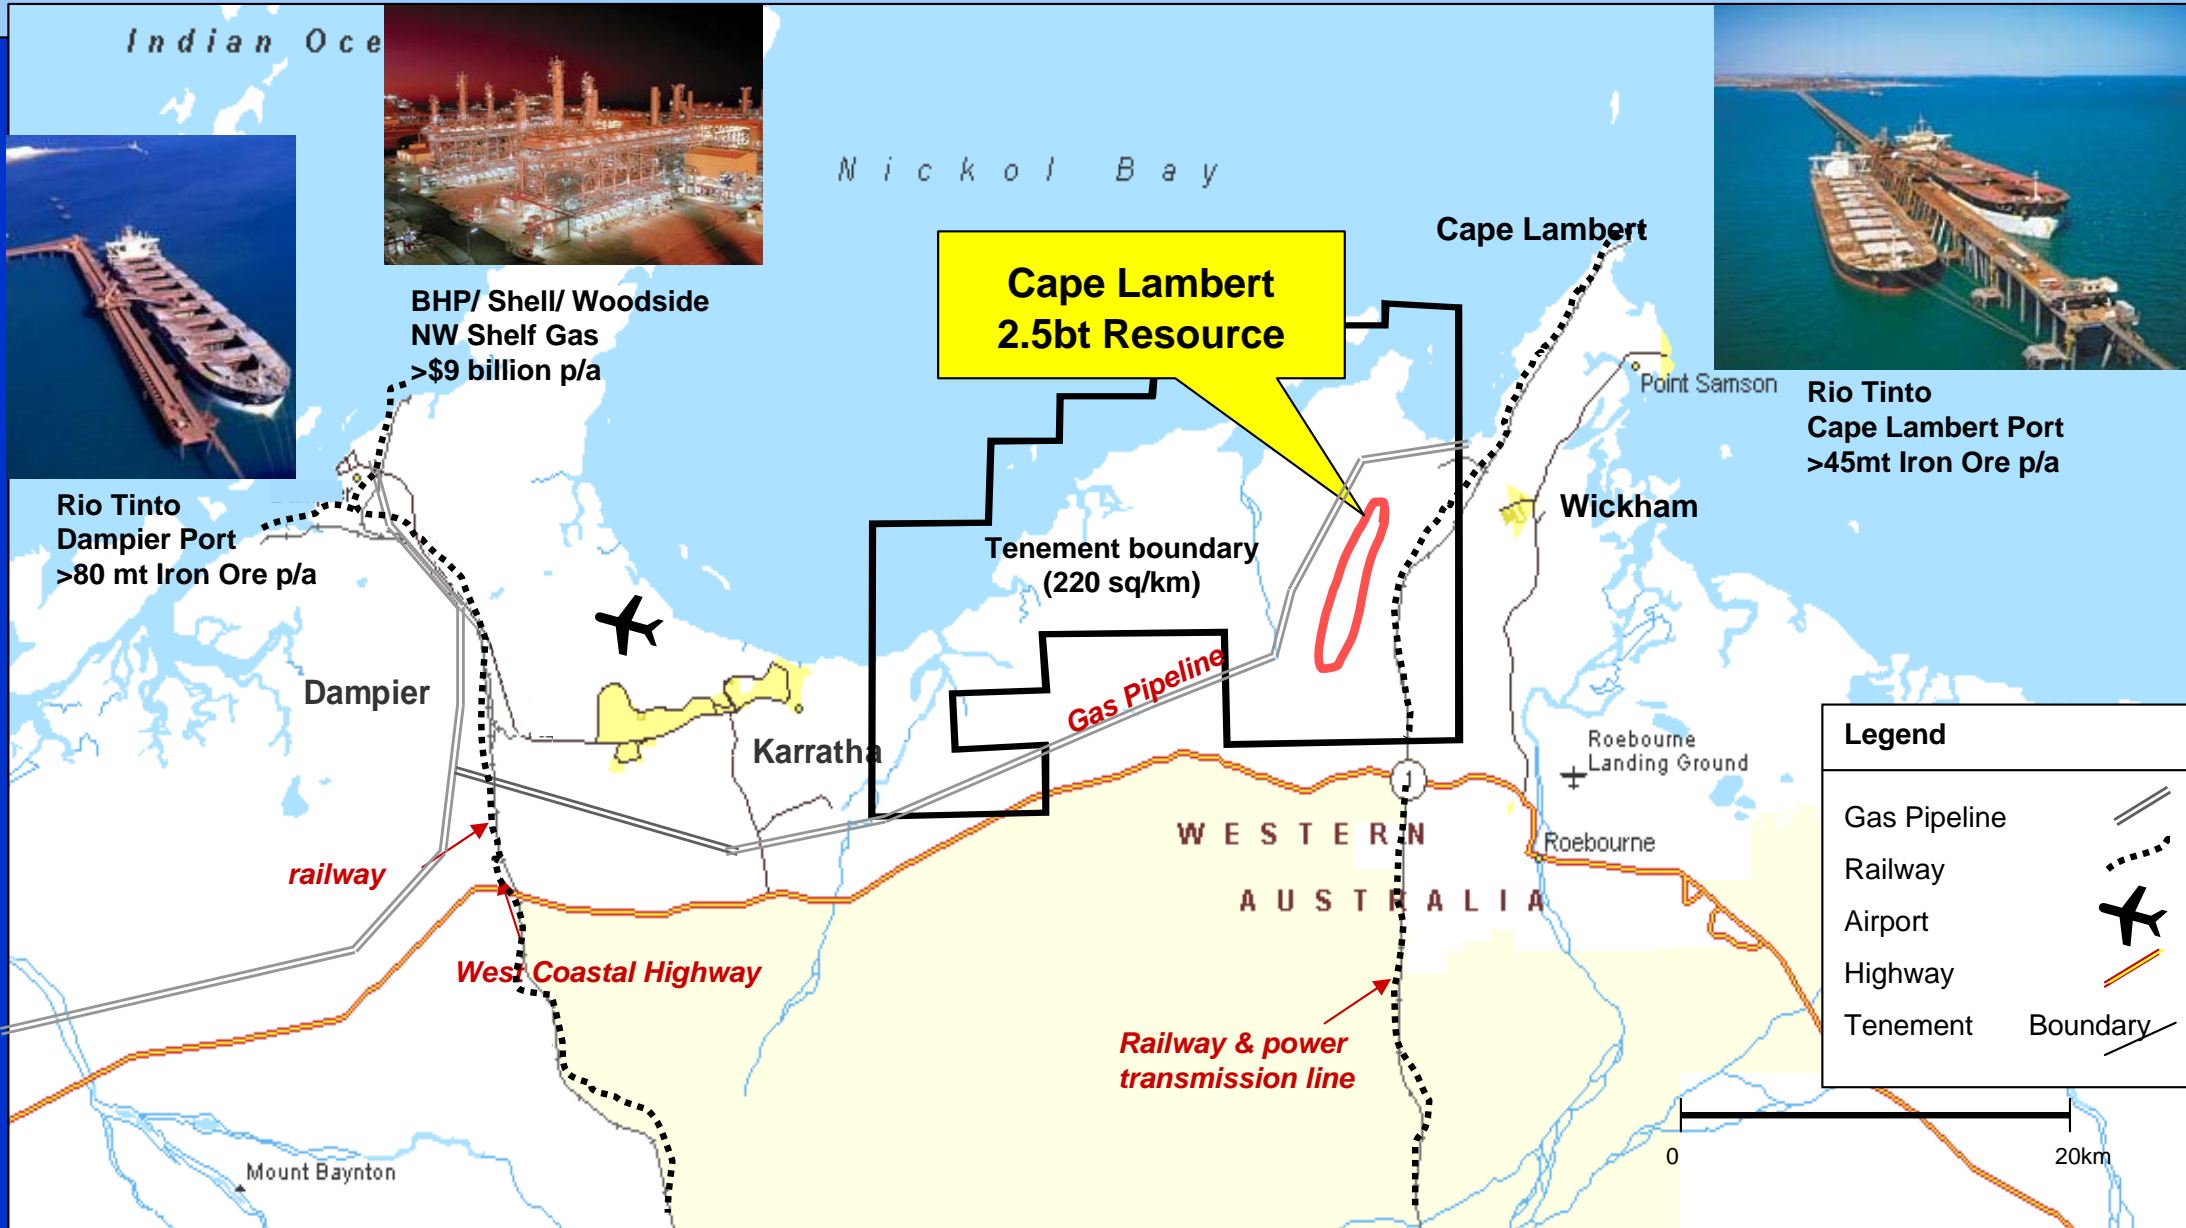 Indian Oce
Nickol Bay
Cape Lambert
Cape Lambert
2.5bt Resource
BHP/ Shell/ Woodside
NW Shelf Gas
>$9 billion p/a
Point Samson
Rio Tinto
Cape Lambert Port
>45mt Iron Ore p/a
Rio Tinto
Dampier Port
>80 mt Iron Ore p/a
Wickham
Tenement boundary
(220 sq/km)
Dampier
Gas Pipeline
Karratha
Roebourne
Landing Ground
1
WESTERN
AUSTRALIA
Roebourne
railway
West Coastal Highway
Railway & power
transmission line
Mount Baynton
Legend
Gas Pipeline
Railway
Airport
Highway
Tenement Boundary
0 20km